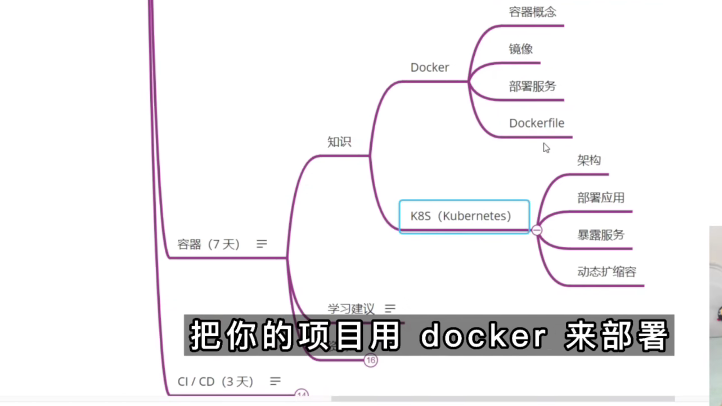 容器概念
镜像
Docker
部署服务
Dockerfile
知识
架构
K8S（Kubernetes）
部署应用
暴露服务
容器（7 天）
动态扩缩容
学习建议
把你的项目用 docker 来部署
16
CI / CD（3 天）
14